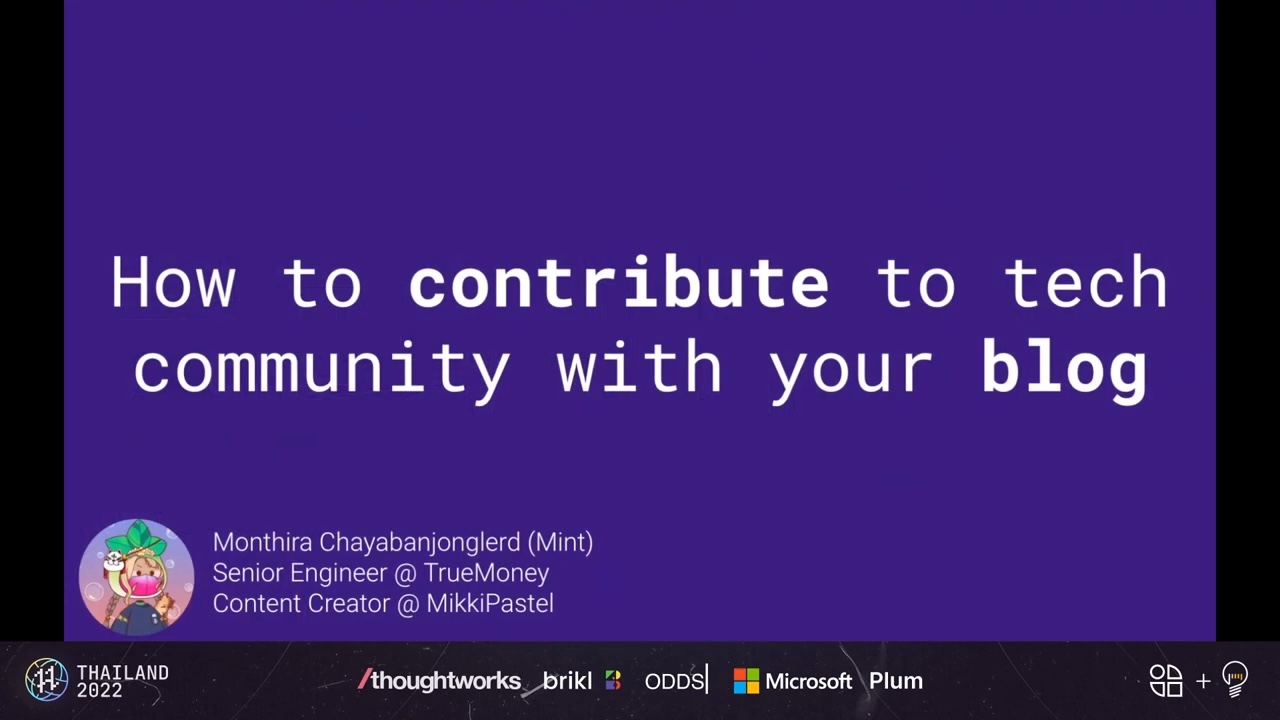 How to contribute to tech
community with your blog
Monthira Chayabanjonglerd (Mint)
Senior Engineer @ TrueMoney
Content Creator @ MikkiPastel
THAILAND
2022
/thoughtworks
brikl
ODDS|
Microsoft
Plum
+